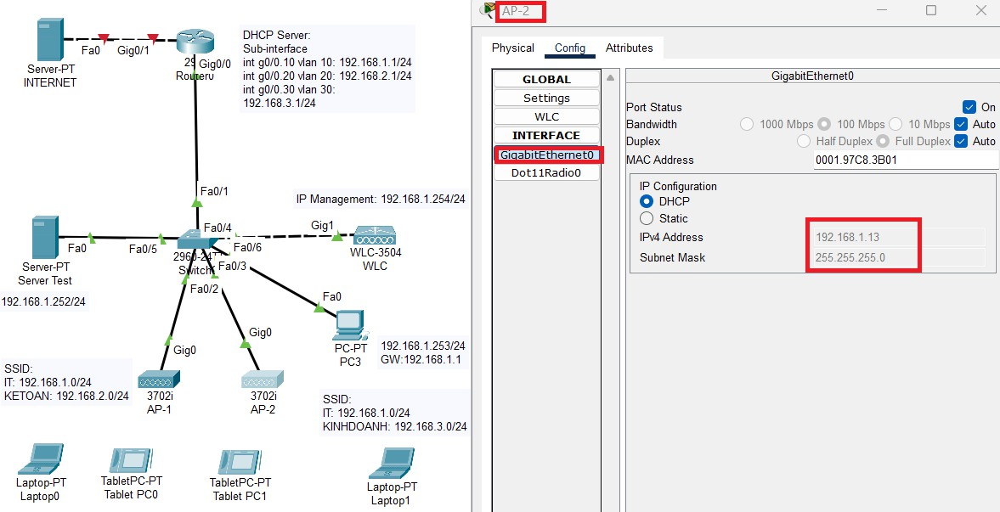 AP-2
Physical
Config
Attributes
GLOBAL
Settings
WLC
INTERFACE
GigabitEthernet0
Dot11Radio0
GigabitEthernet0
Port Status
On
Bandwidth
1000 Mbps
100 Mbps
10 Mbps
Auto
Duplex
Half Duplex
Full Duplex
Auto
MAC Address
0001.97C8.3B01
IP Configuration
DHCP
Static
IPv4 Address
192.168.1.13
Subnet Mask
255.255.255.0
Fa0
Gig0/1
Server-PT
INTERNET
Gig0/0
DHCP Server:
Sub-interface
int g0/0.10 vlan 10: 192.168.1.1/24
int g0/0.20 vlan 20: 192.168.2.1/24
int g0/0.30 vlan 30:
192.168.3.1/24
Fa0/1
IP Management: 192.168.1.254/24
Fa0/4
Gig1
Fa0
Fa0/5
Fa0/6
WLC-3504
WLC
Fa0/3
Server-PT
Server Test
Fa0/2
192.168.1.252/24
Fa0
Gig0
Gig0
PC-PT
PC3
192.168.1.253/24
GW:192.168.1.1
SSID:
IT: 192.168.1.0/24
KETOAN: 192.168.2.0/24
3702i
AP-1
3702i
AP-2
SSID:
IT: 192.168.1.0/24
KINHDOANH: 192.168.3.0/24
Laptop-PT
Laptop0
TabletPC-PT
Tablet PC0
TabletPC-PT
Tablet PC1
Laptop-PT
Laptop1